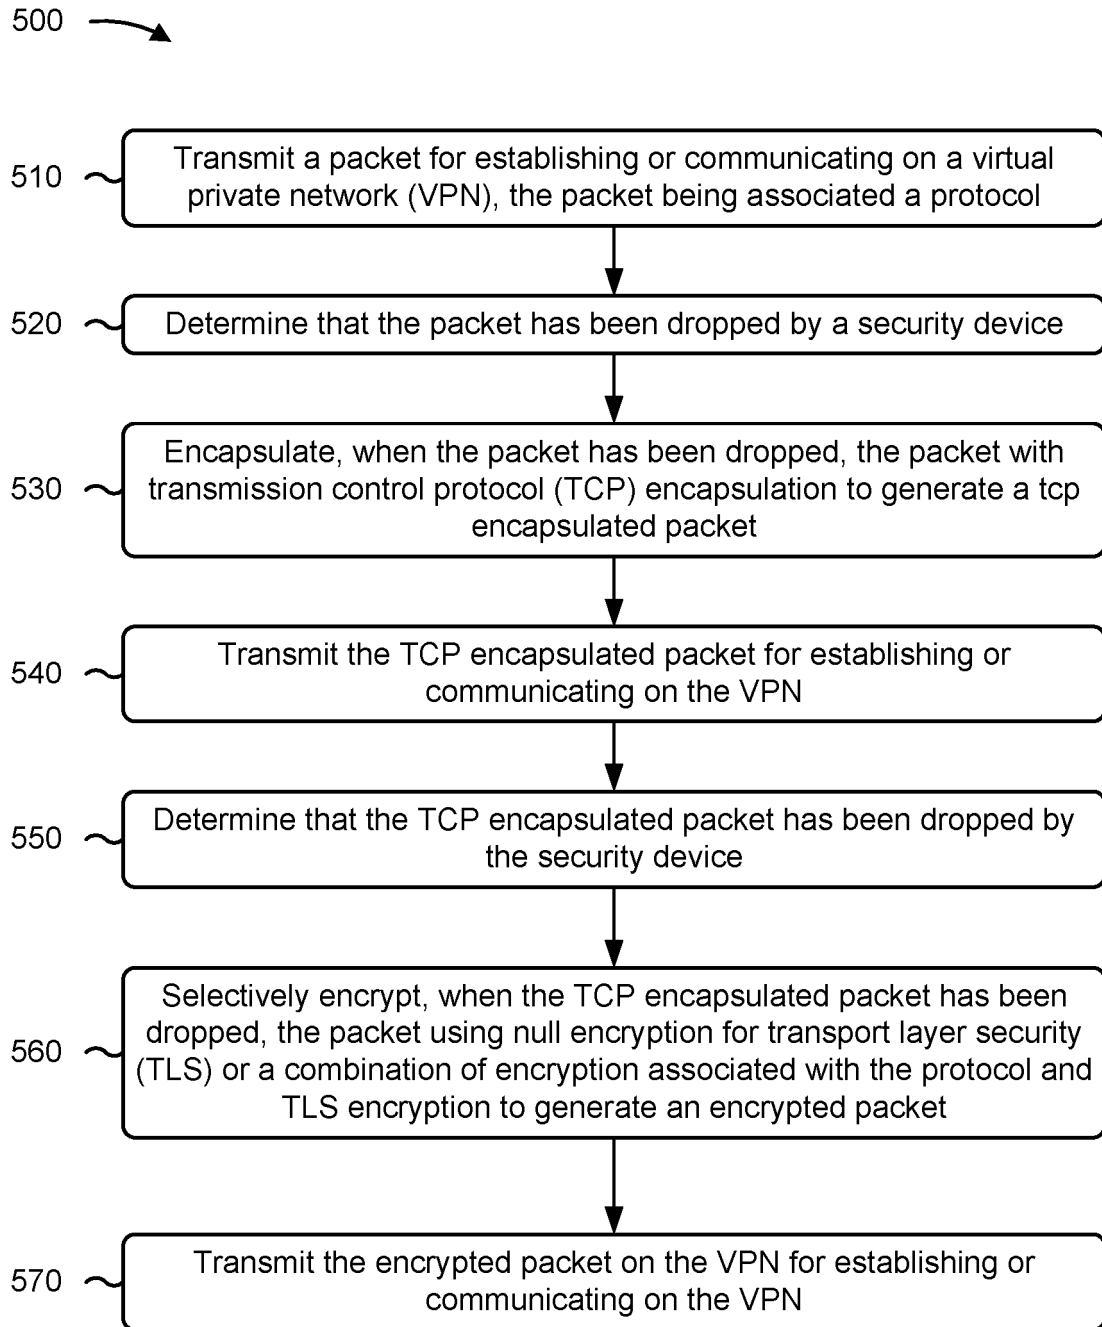 500
510
Transmit a packet for establishing or communicating on a virtual
private network (VPN), the packet being associated a protocol
520
Determine that the packet has been dropped by a security device
530
Encapsulate, when the packet has been dropped, the packet with
transmission control protocol (TCP) encapsulation to generate a tcp
encapsulated packet
540
Transmit the TCP encapsulated packet for establishing or
communicating on the VPN
550
Determine that the TCP encapsulated packet has been dropped by
the security device
560
Selectively encrypt, when the TCP encapsulated packet has been
dropped, the packet using null encryption for transport layer security
(TLS) or a combination of encryption associated with the protocol and
TLS encryption to generate an encrypted packet
570
Transmit the encrypted packet on the VPN for establishing or
communicating on the VPN